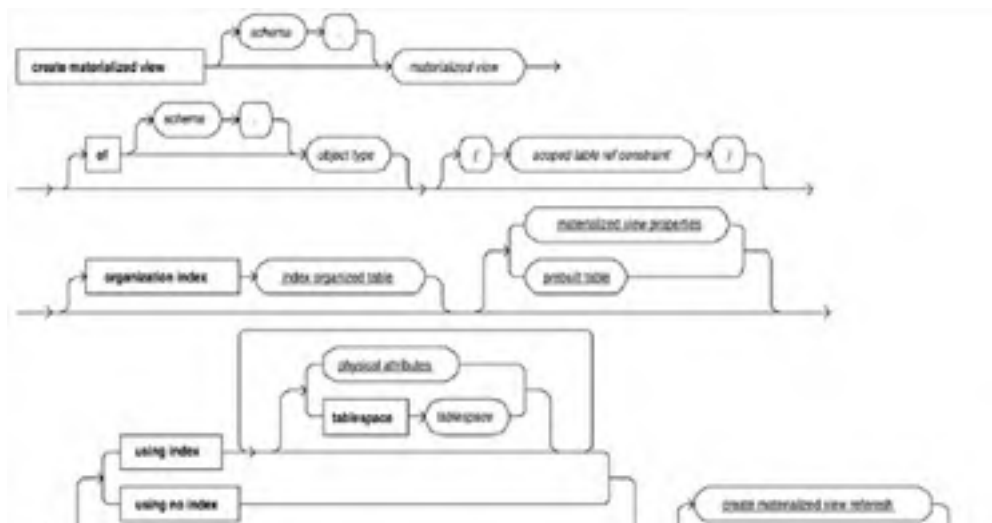 schema .
create materialized view materialized view
schema .
of object type ( scoped table ref constraint )
materialized view properties
organization index index organized table
prebuilt table
physical attributes
tablespace tablespace
using index
using no index
create materialized view refresh